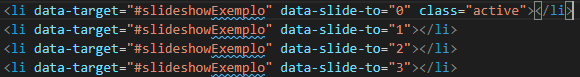 <li data-target="#slideshowExemplo" data-slide-to="0" class="active"></li>
<li data-target="#slideshowExemplo" data-slide-to="1"></li>
<li data-target="#slideshowExemplo" data-slide-to="2"></li>
<li data-target="#slideshowExemplo" data-slide-to="3"></li>